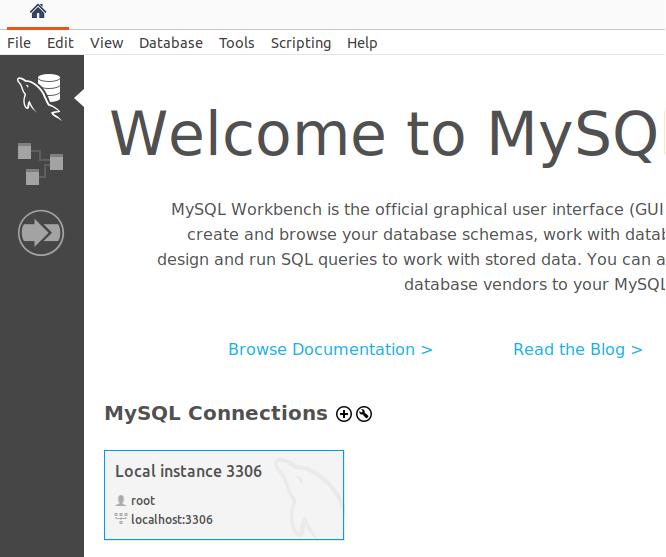 File Edit View Database Tools Scripting Help
Welcome to MySQ
MySQL Workbench is the official graphical user interface (GUI
create and browse your database schemas, work with datab
design and run SQL queries to work with stored data. You can a
database vendors to your MySQL
Browse Documentation > Read the Blog >
MySQL Connections
Local instance 3306
root
localhost:3306